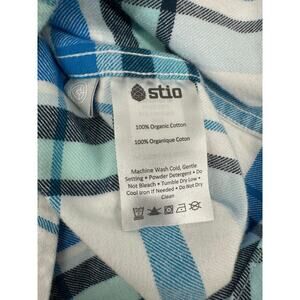 stio
100% Organic Cotton
100% Organique Coton
Machine Wash Cold, Gentle
Setting • Powder Detergent • Do
Not Bleach • Tumble Dry Low •
Cool Iron if Needed • Do Not Dry
Clean